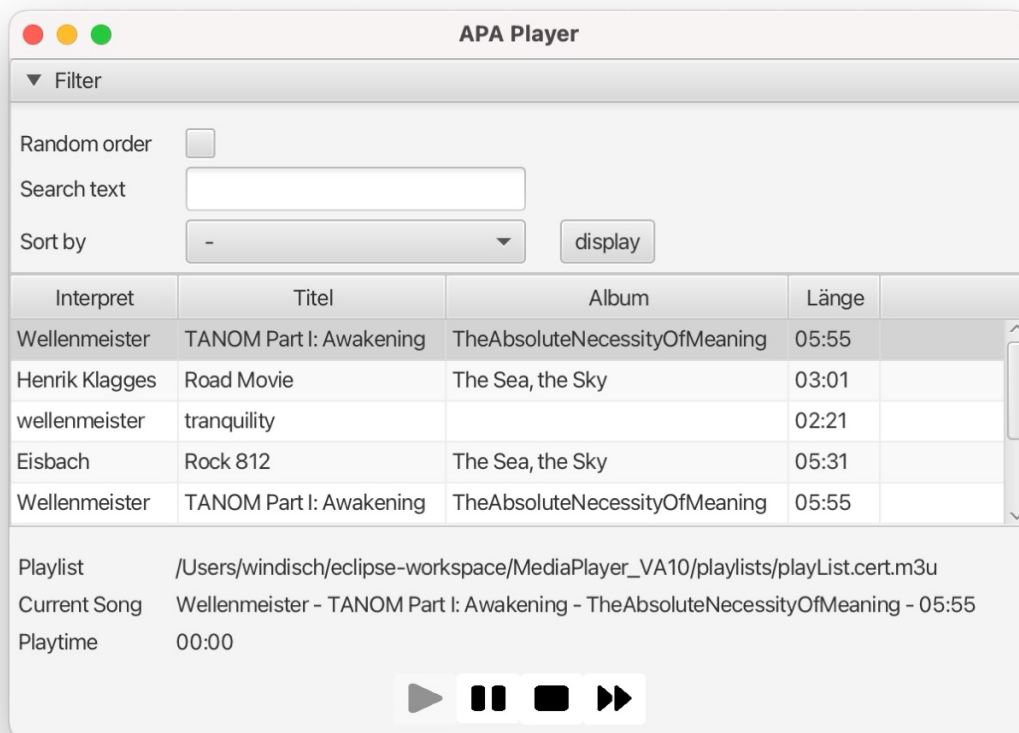 APA Player
Filter
Random order
Search text
Sort by - display
Interpret Titel Album Länge
Wellenmeister TANOM Part I: Awakening TheAbsoluteNecessityOfMeaning 05:55
Henrik Klagges Road Movie The Sea, the Sky 03:01
wellenmeister tranquility 02:21
Eisbach Rock 812 The Sea, the Sky 05:31
Wellenmeister TANOM Part I: Awakening TheAbsoluteNecessityOfMeaning 05:55
Playlist /Users/windisch/eclipse-workspace/MediaPlayer_VA10/playlists/playList.cert.m3u
Current Song Wellenmeister - TANOM Part I: Awakening - TheAbsoluteNecessityOfMeaning - 05:55
Playtime 00:00